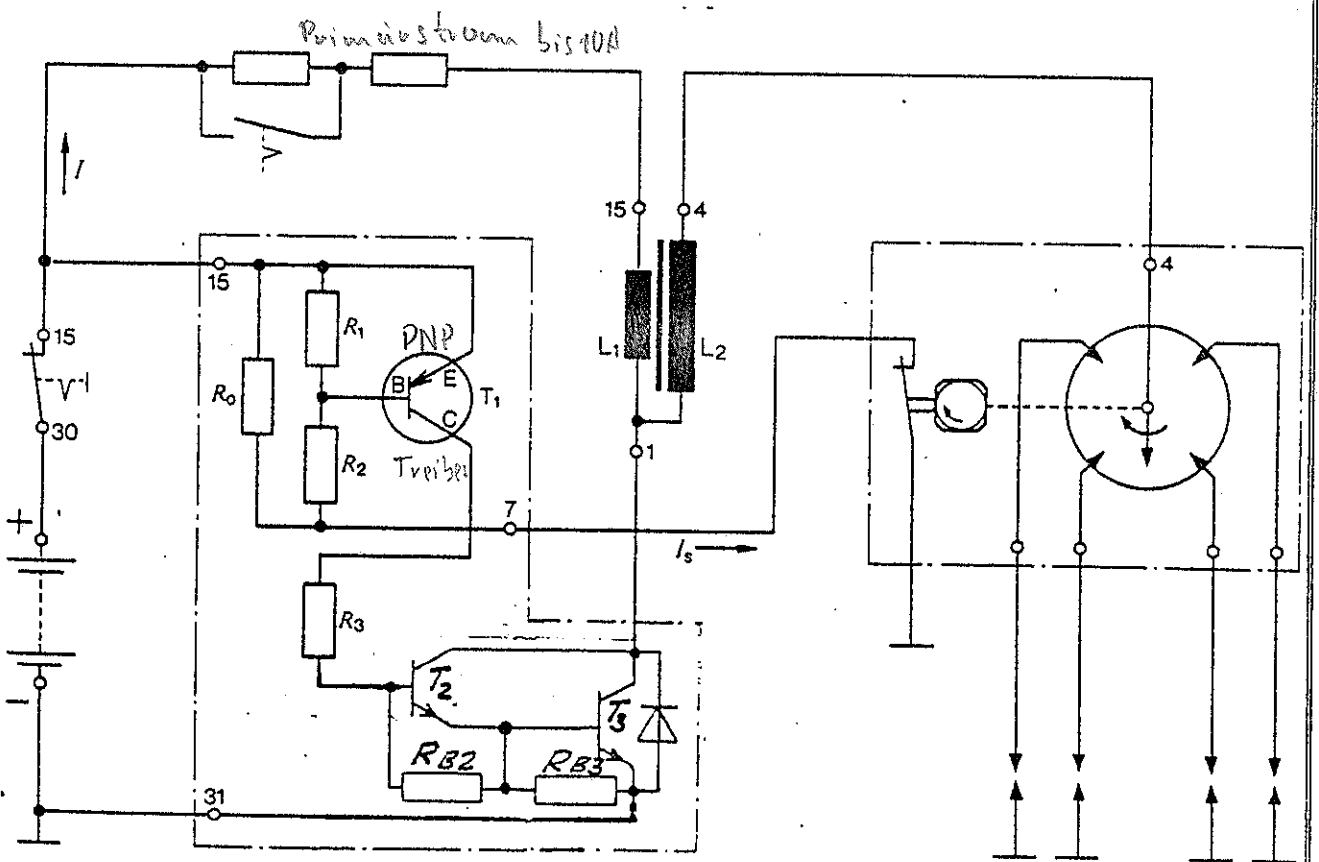 Primärstrom bis 10A
I
15
4
4
15
15
R1
PNP
L1
L2
V
R0
B
E
T1
C
30
R2
Treiber
7
+
Is
R3
T2
T3
−
RB2
RB3
31
1